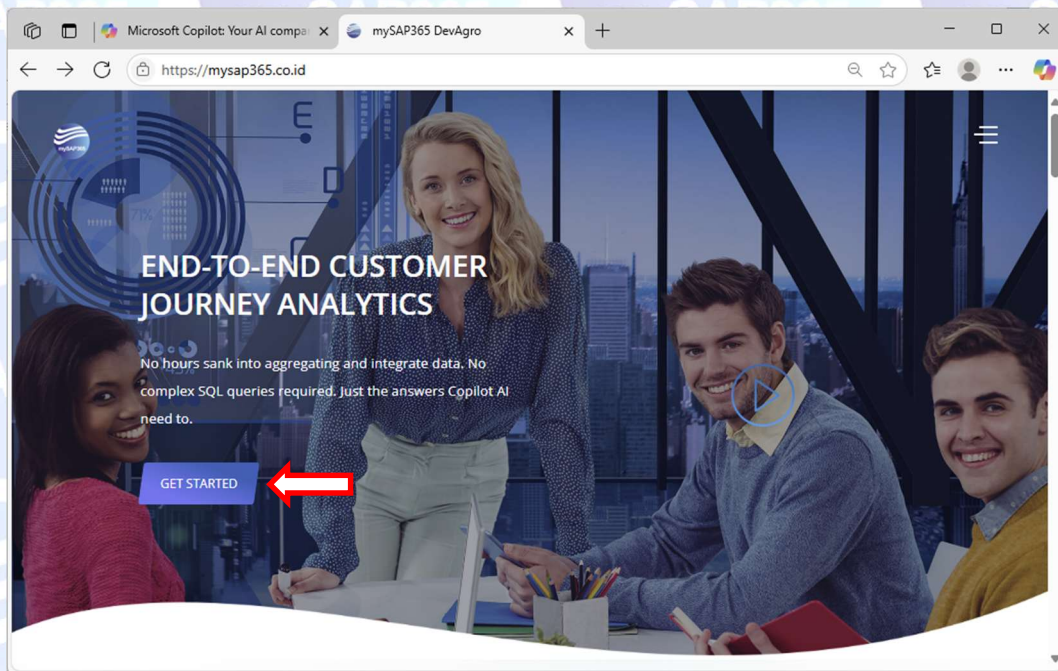 Microsoft Copilot: Your AI compa
mySAP365 DevAgro
https://mysap365.co.id
mySAP365
E
D
71%
END-TO-END CUSTOMER
JOURNEY ANALYTICS
No hours sank into aggregating and integrate data. No
complex SQL queries required. Just the answers Copilot AI
need to.
GET STARTED